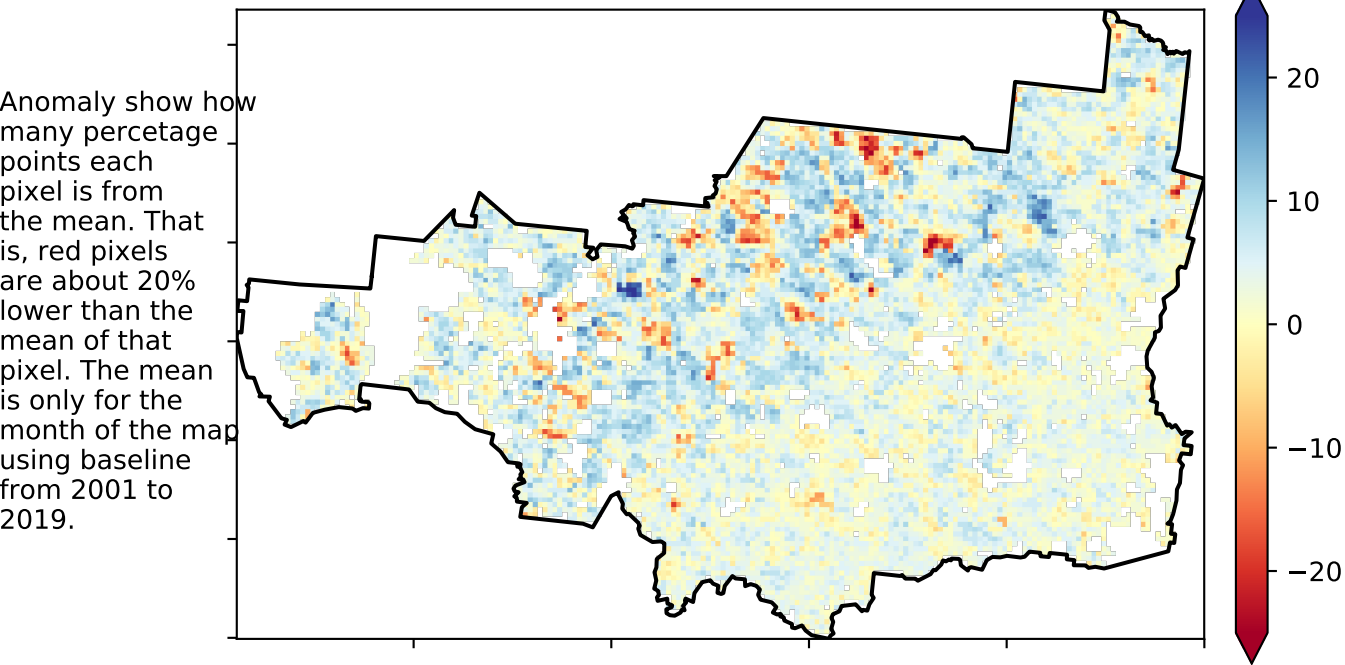 Anomaly show how
many percetage
points each
pixel is from
the mean. That
is, red pixels
are about 20%
lower than the
mean of that
pixel. The mean
is only for the
month of the map
using baseline
from 2001 to
2019.
20
10
0
−10
−20